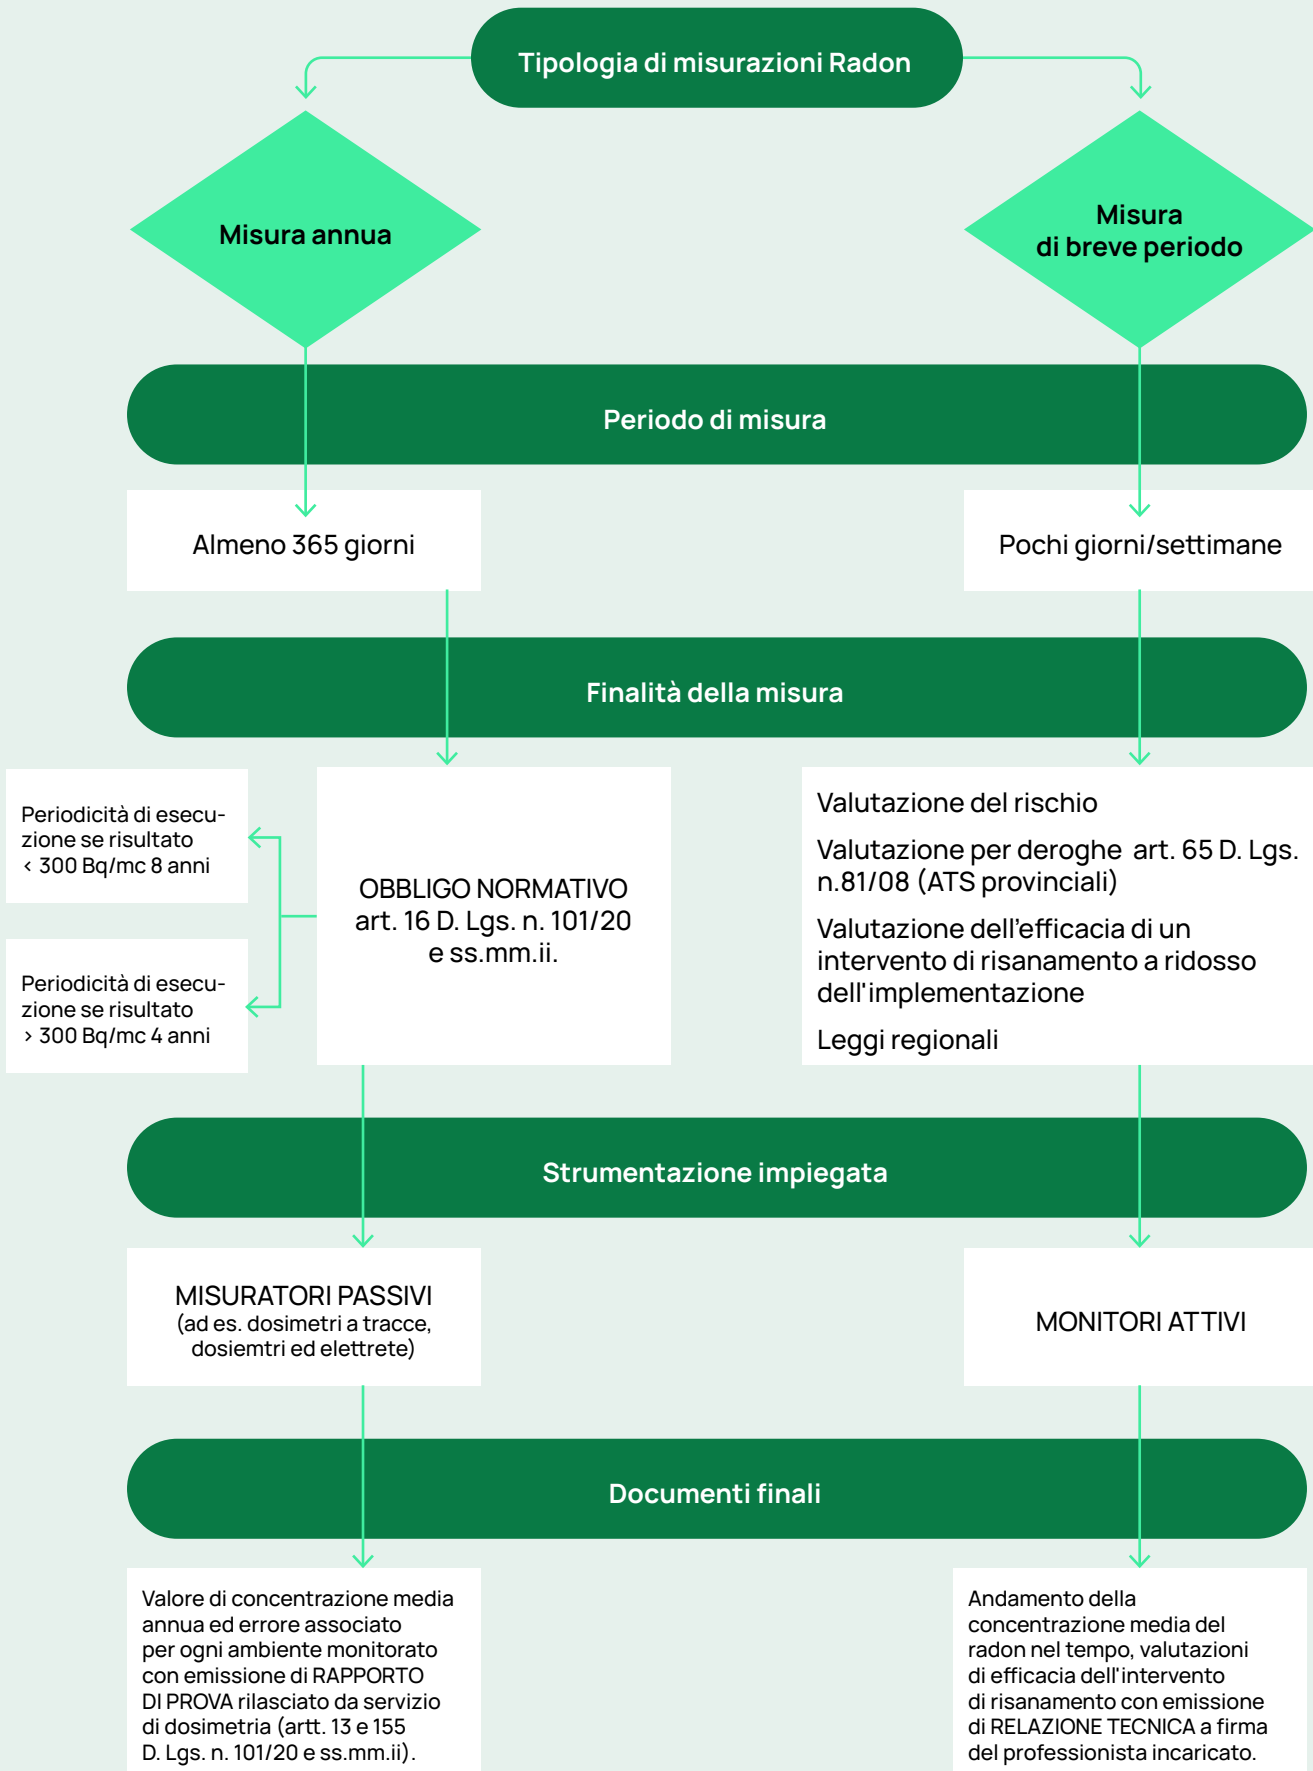 Tipologia di misurazioni Radon
Misura annua
Misura
di breve periodo
Periodo di misura
Almeno 365 giorni
Pochi giorni/settimane
Finalità della misura
Periodicità di esecu-
zione se risultato
< 300 Bq/mc 8 anni
Periodicità di esecu-
zione se risultato
> 300 Bq/mc 4 anni
OBBLIGO NORMATIVO
art. 16 D. Lgs. n. 101/20
e ss.mm.ii.
Valutazione del rischio
Valutazione per deroghe art. 65 D. Lgs.
n.81/08 (ATS provinciali)
Valutazione dell'efficacia di un
intervento di risanamento a ridosso
dell'implementazione
Leggi regionali
Strumentazione impiegata
MISURATORI PASSIVI
(ad es. dosimetri a tracce,
dosiemtri ed elettrete)
MONITORI ATTIVI
Documenti finali
Valore di concentrazione media
annua ed errore associato
per ogni ambiente monitorato
con emissione di RAPPORTO
DI PROVA rilasciato da servizio
di dosimetria (artt. 13 e 155
D. Lgs. n. 101/20 e ss.mm.ii).
Andamento della
concentrazione media del
radon nel tempo, valutazioni
di efficacia dell'intervento
di risanamento con emissione
di RELAZIONE TECNICA a firma
del professionista incaricato.